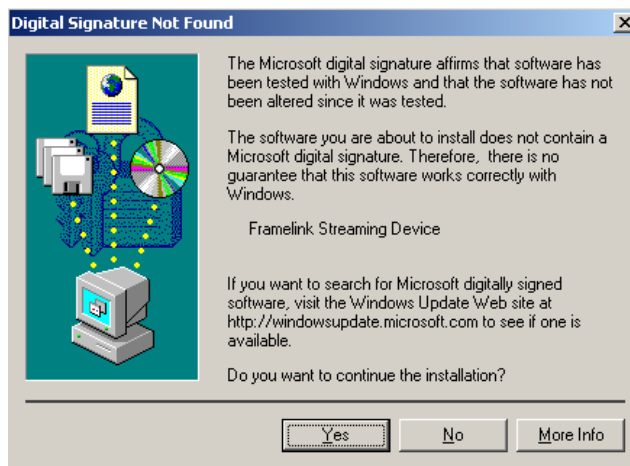 Digital Signature Not Found
The Microsoft digital signature affirms that software has
been tested with Windows and that the software has not
been altered since it was tested.
The software you are about to install does not contain a
Microsoft digital signature. Therefore,  there is no
guarantee that this software works correctly with
Windows.
Framelink Streaming Device
If you want to search for Microsoft digitally signed
software, visit the Windows Update Web site at
http://windowsupdate.microsoft.com to see if one is
available.
Do you want to continue the installation?
Yes
No
More Info